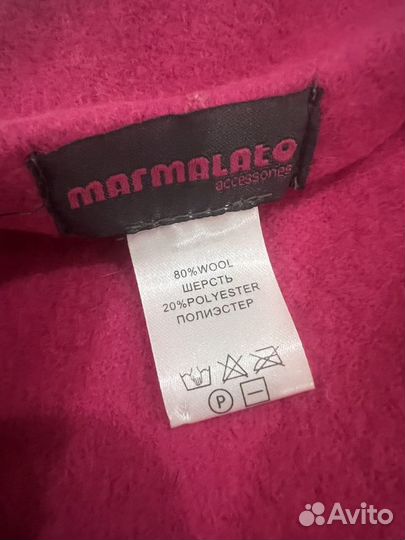 marmalato
accessories
80%WOOL
ШЕРСТЬ
20%POLYESTER
ПОЛИЭСТЕР
P
Avito